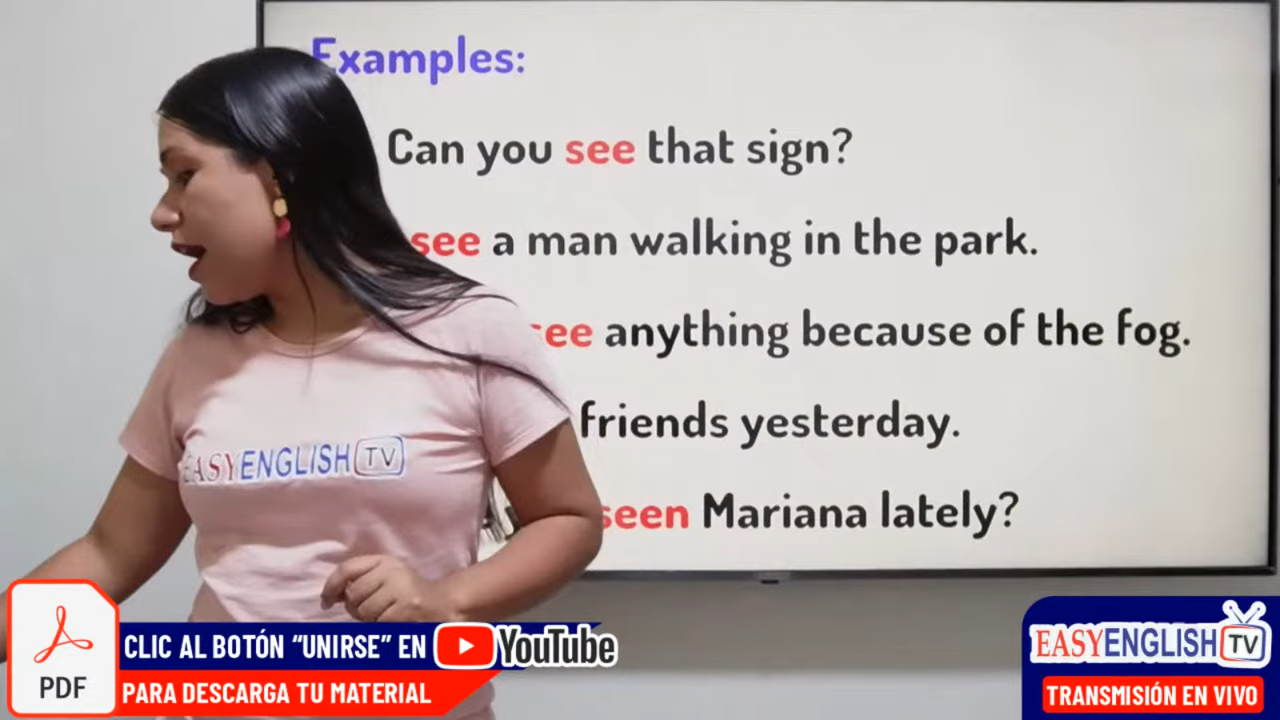 Examples:
Can you see that sign?
see a man walking in the park.
see anything because of the fog.
friends yesterday.
seen Mariana lately?
EASYENGLISH TV
PDF
CLIC AL BOTÓN “UNIRSE” EN YouTube
PARA DESCARGA TU MATERIAL
EASYENGLISH TV
TRANSMISIÓN EN VIVO